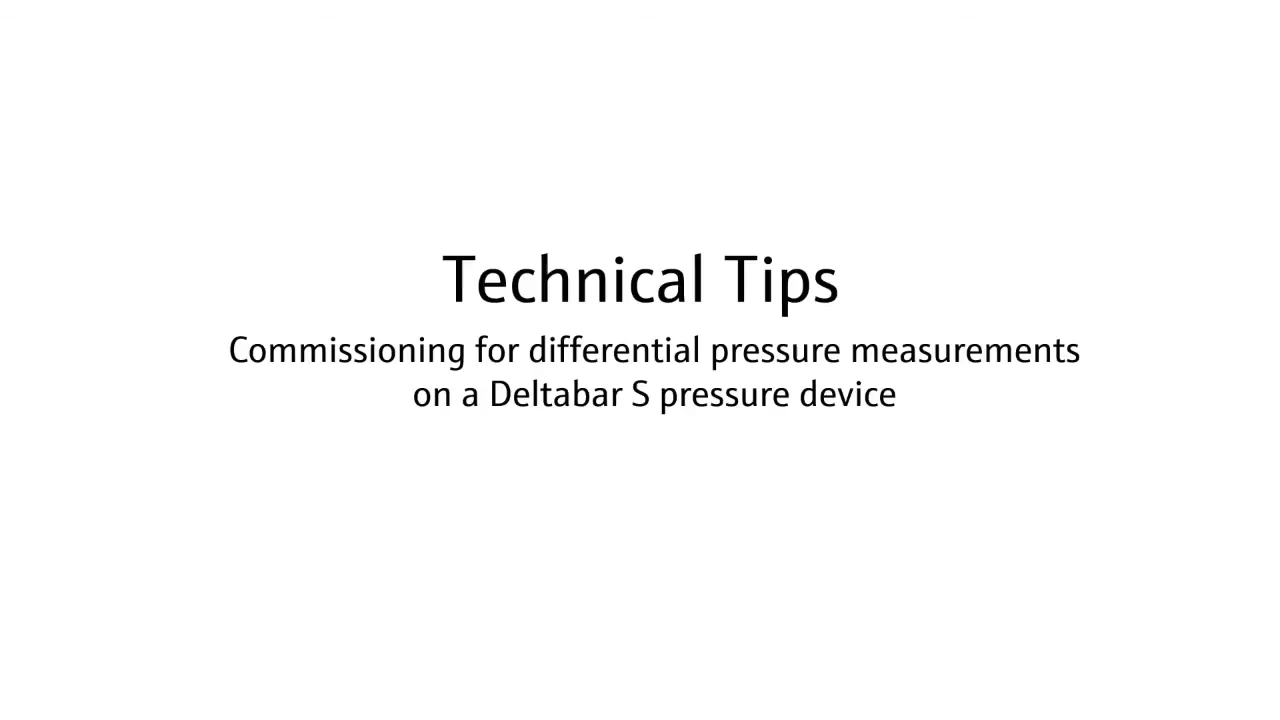 Technical Tips
Commissioning for differential pressure measurements
on a Deltabar S pressure device